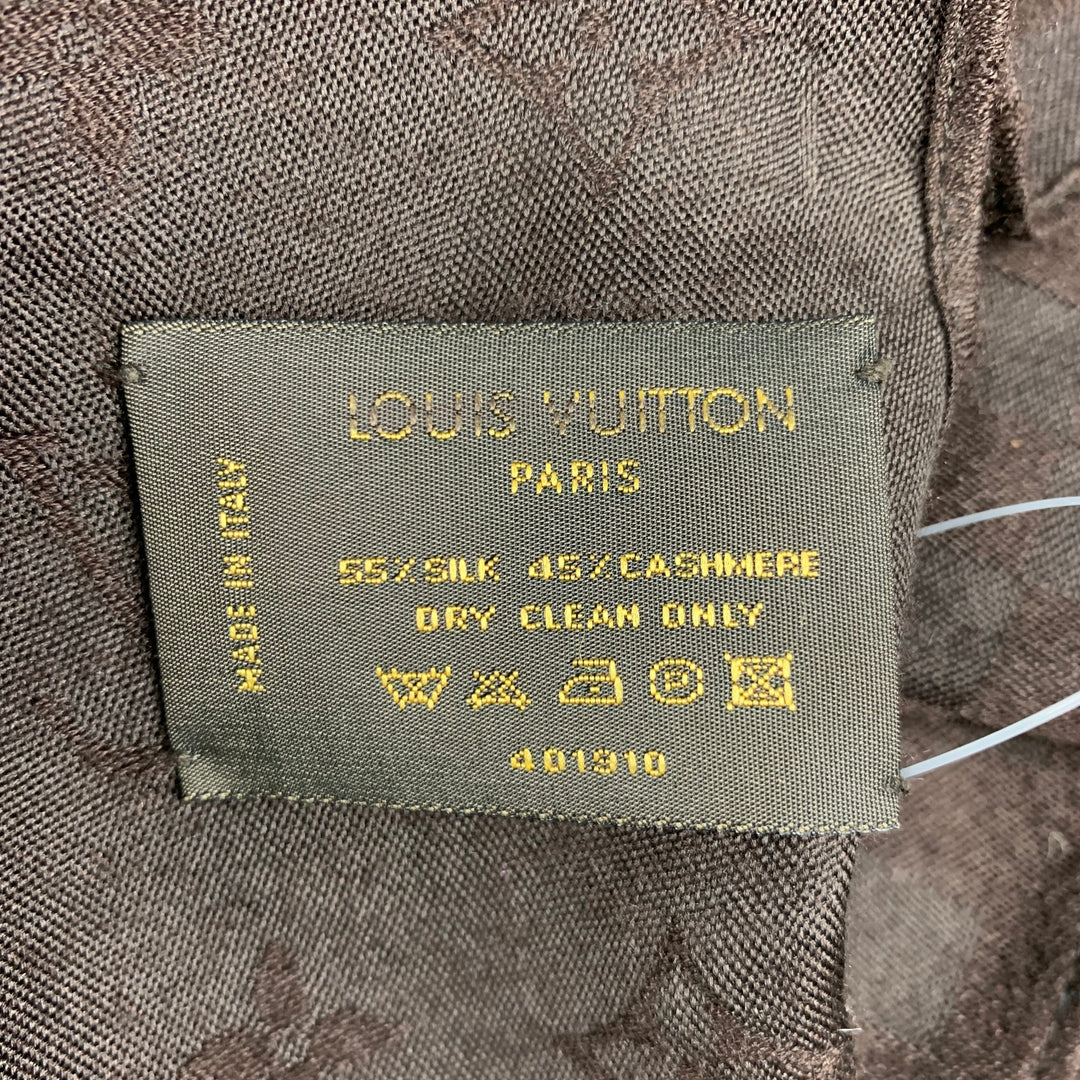 LOUIS VUITTON
PARIS
55% SILK 45% CASHMERE
DRY CLEAN ONLY
P
401910
MADE IN ITALY